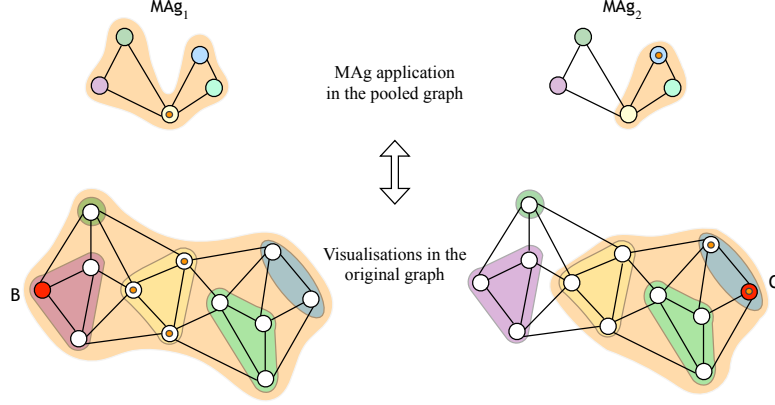 MAg1
MAg2
MAg application
in the pooled graph
Visualisations in the
original graph
B
C